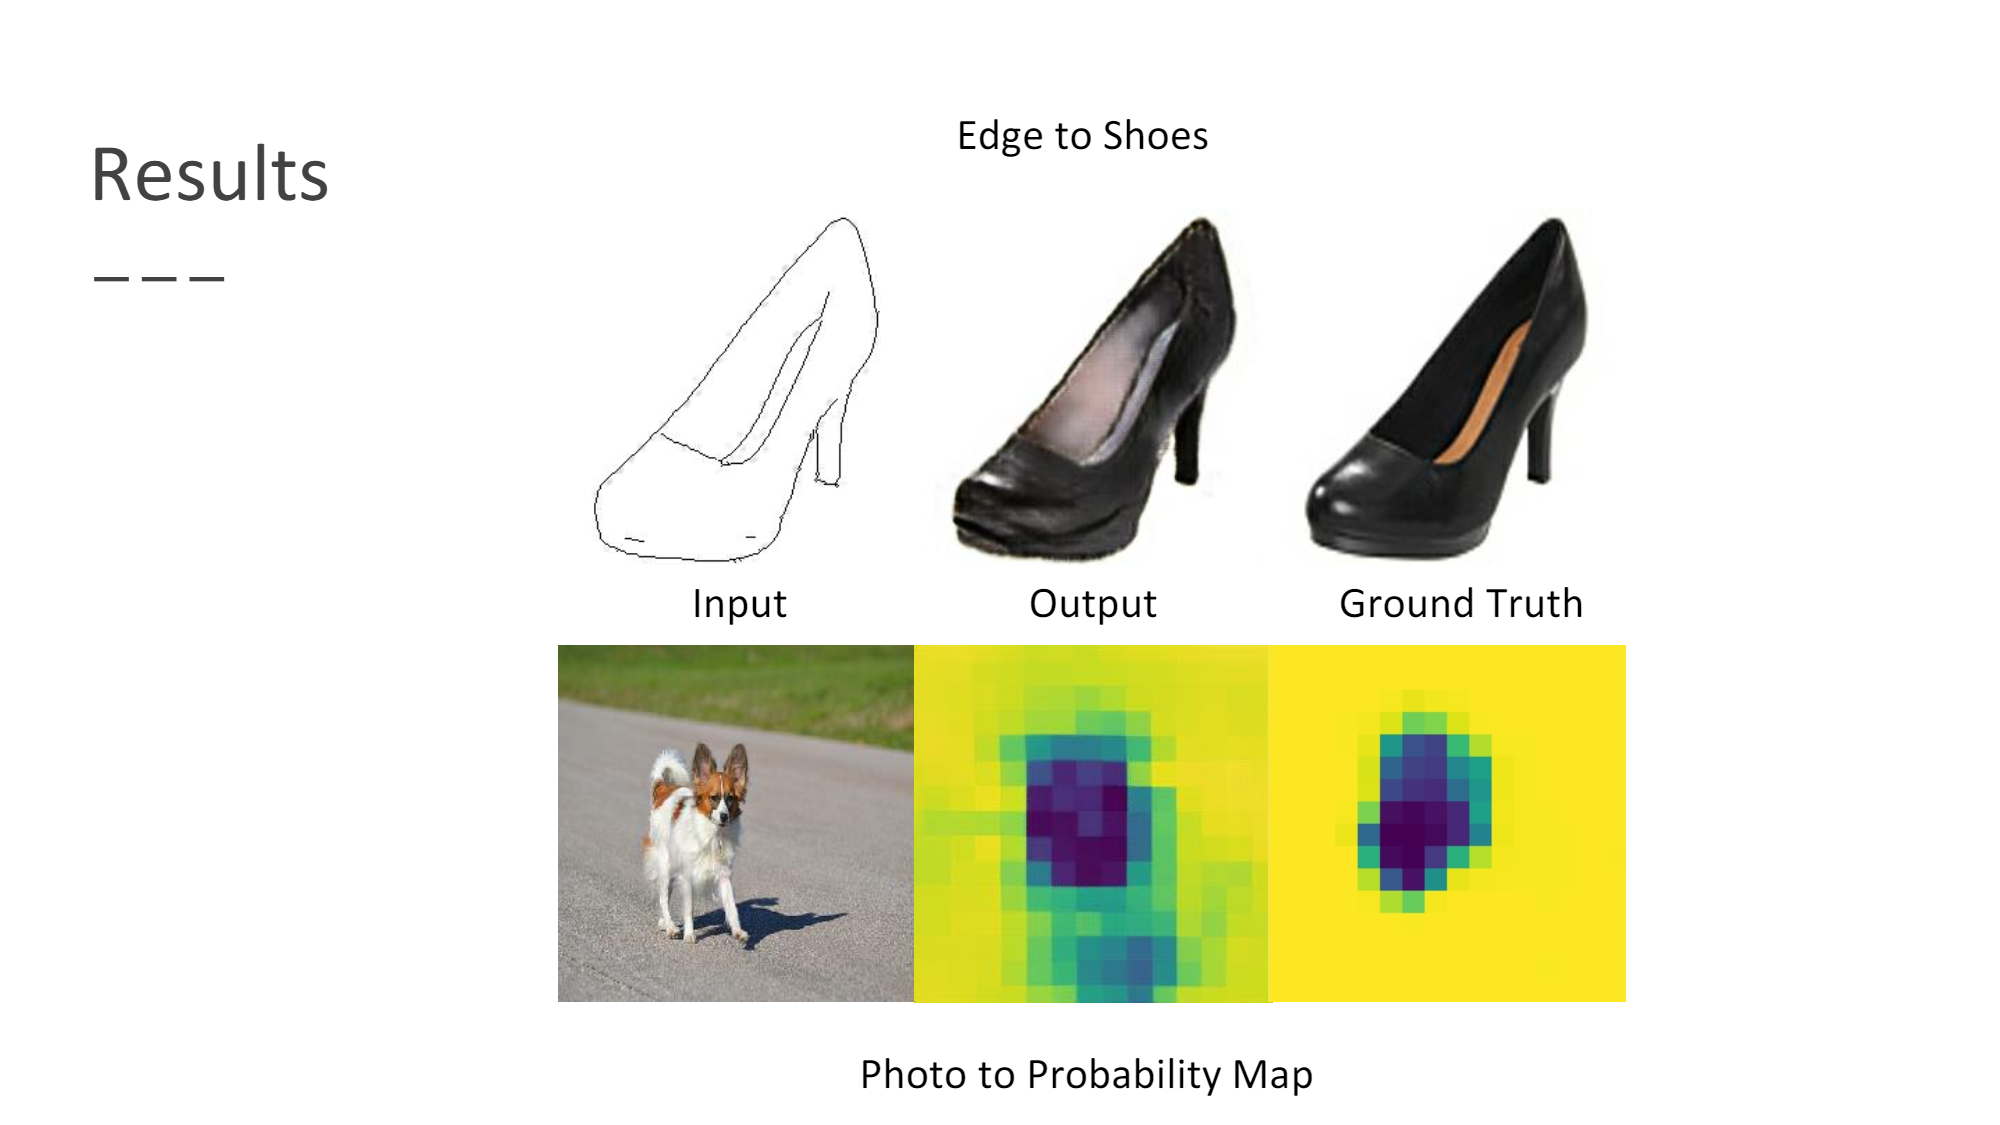 Results
Edge to Shoes
Input
Output
Ground Truth
Photo to Probability Map